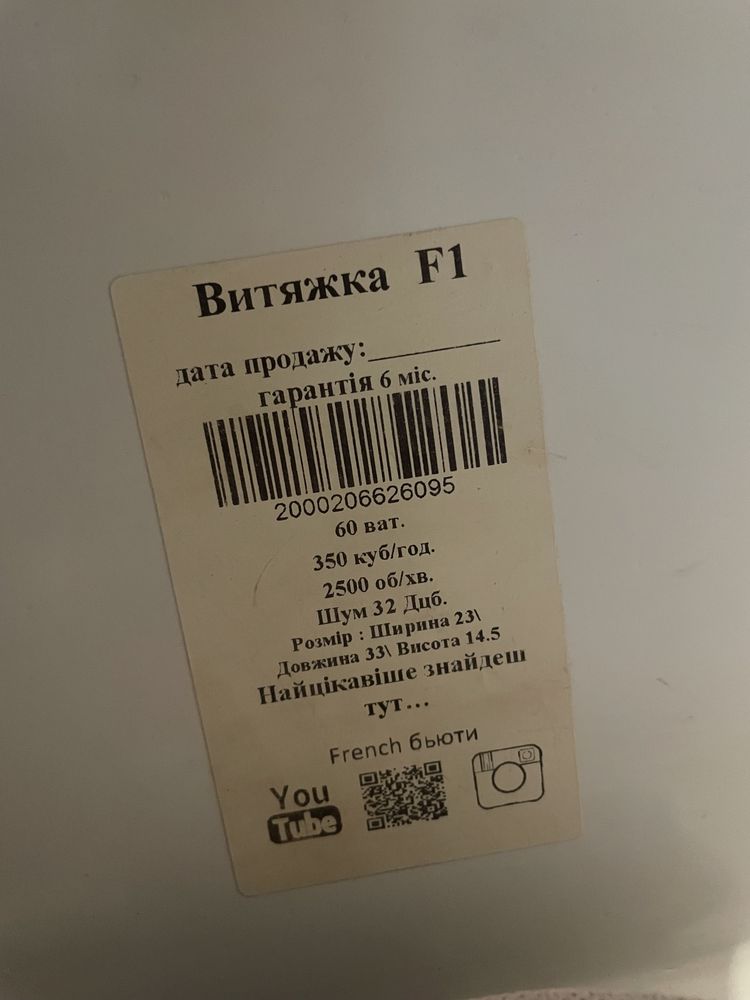 Витяжка F1
дата продажу:__________
гарантія 6 міс.
2000206626095
60 ват.
350 куб/год.
2500 об/хв.
Шум 32 Дцб.
Розмір : Ширина 23\
Довжина 33\ Висота 14.5
Найцікавіше знайдеш
тут...
French бьюти
You
Tube